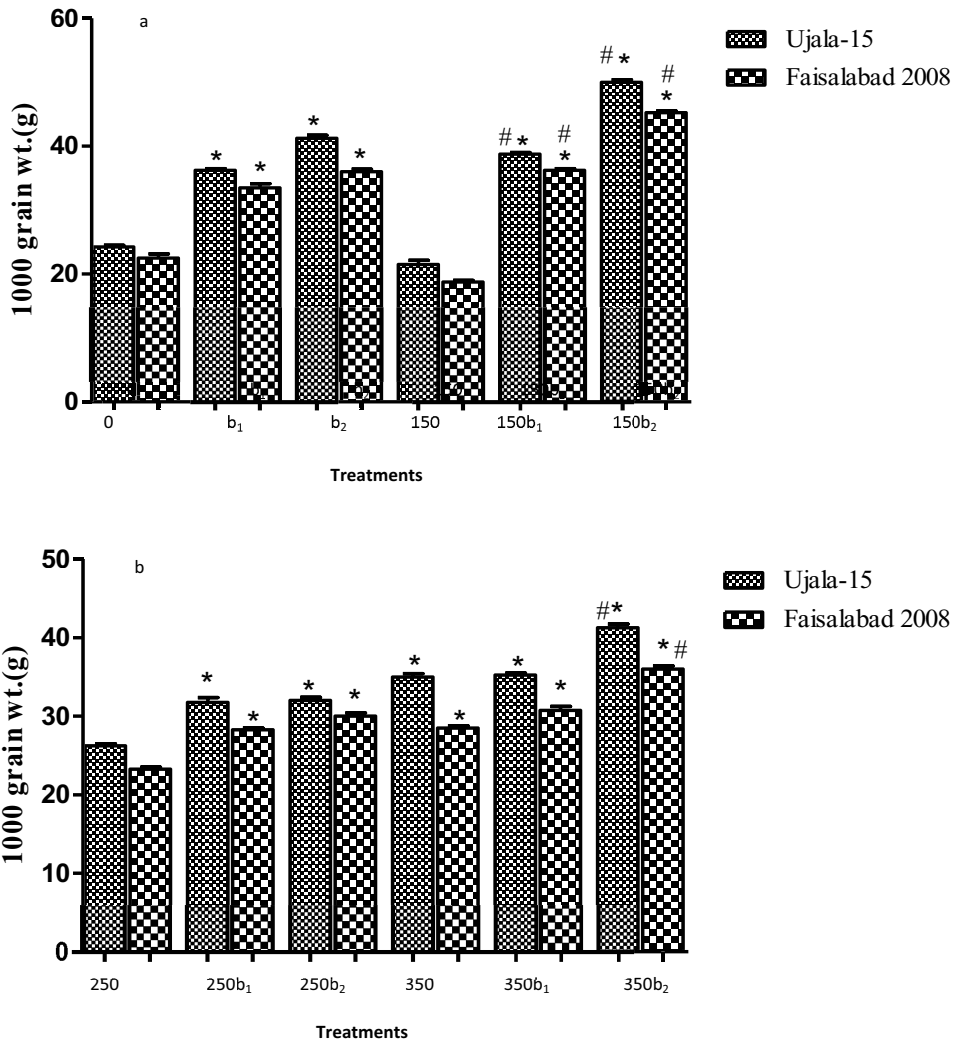 a
60
40
20
0
1000 grain wt.(g)
Ujala-15
Faisalabad 2008
* * * * # * # * # * # *
0 b₁ b₂ 150 150b₁ 150b₂
Treatments
b
50
40
30
20
10
0
1000 grain wt.(g)
Ujala-15
Faisalabad 2008
* * * * * * * * #* * #
250 250b₁ 250b₂ 350 350b₁ 350b₂
Treatments